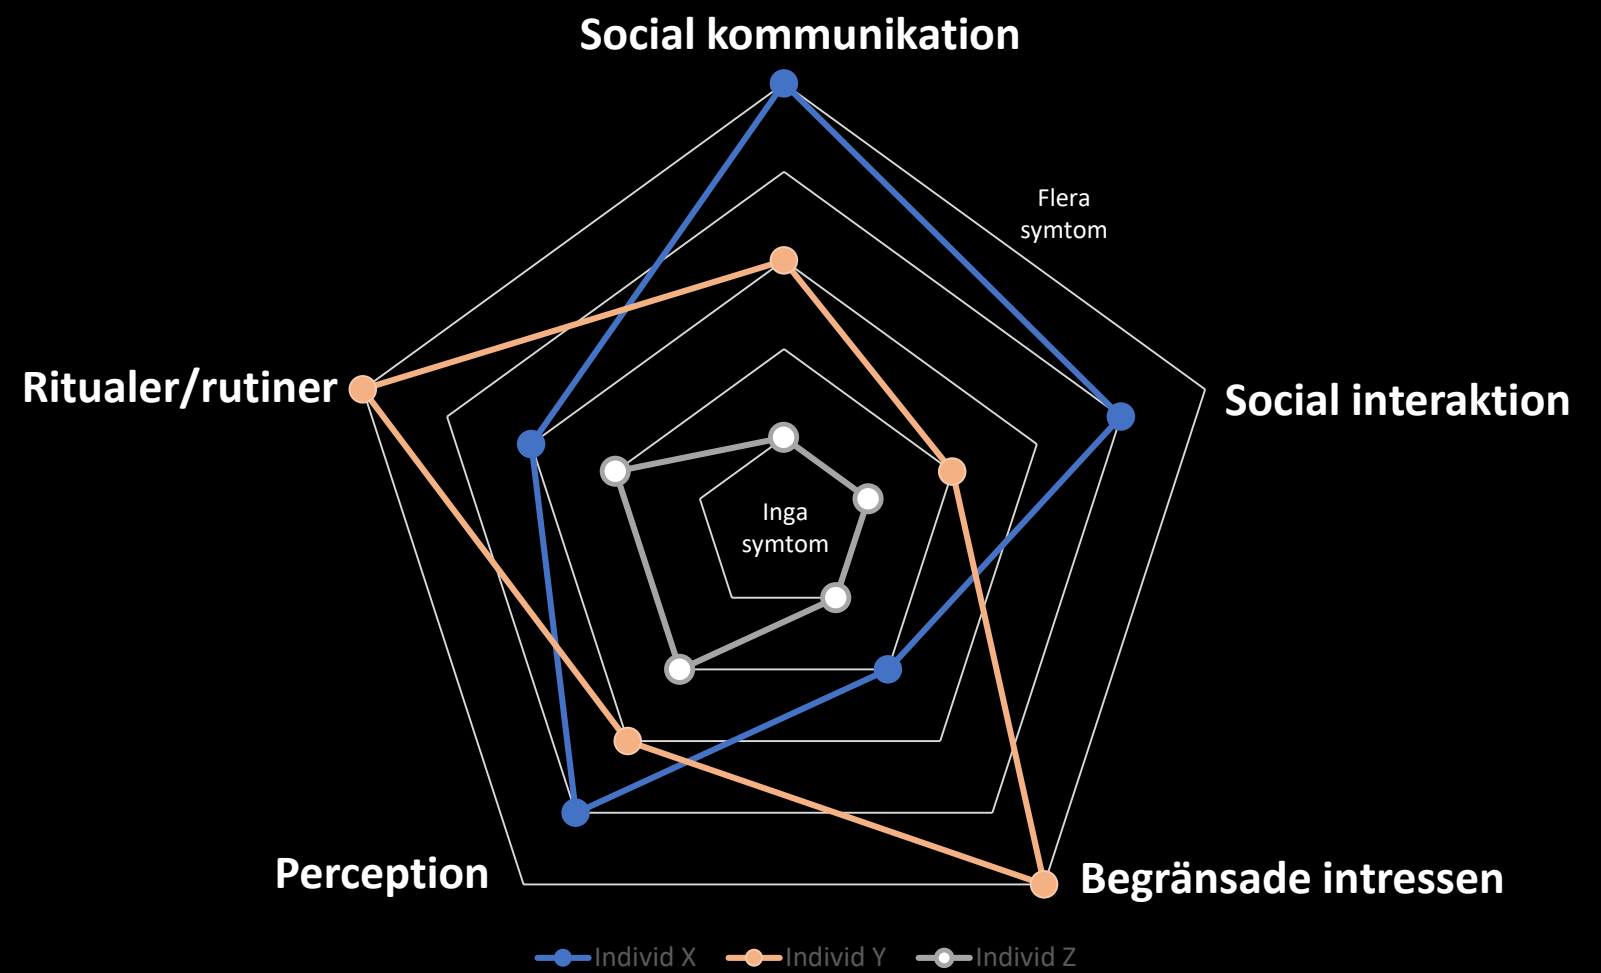 Social kommunikation
Flera
symtom
Ritualer/rutiner
Social interaktion
Inga
symtom
Perception
Begränsade intressen
Individ X
Individ Y
Individ Z